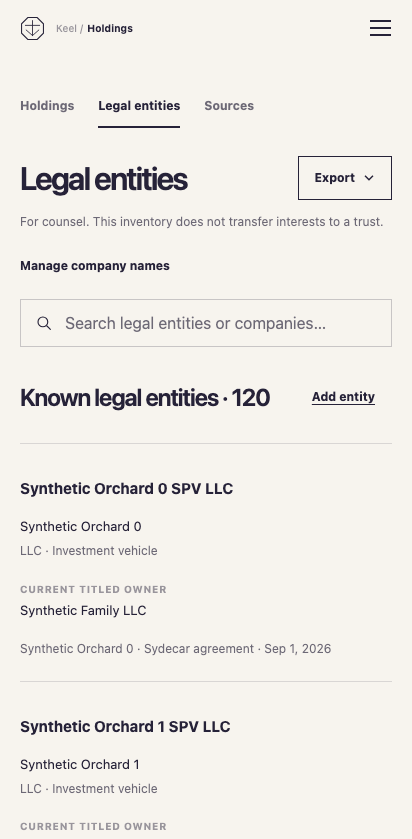 Keel / Holdings
Holdings Legal entities Sources
Legal entities
Export
For counsel. This inventory does not transfer interests to a trust.
Manage company names
Search legal entities or companies...
Known legal entities · 120
Add entity
Synthetic Orchard 0 SPV LLC
Synthetic Orchard 0
LLC · Investment vehicle
CURRENT TITLED OWNER
Synthetic Family LLC
Synthetic Orchard 0 · Sydecar agreement · Sep 1, 2026
Synthetic Orchard 1 SPV LLC
Synthetic Orchard 1
LLC · Investment vehicle
CURRENT TITLED OWNER